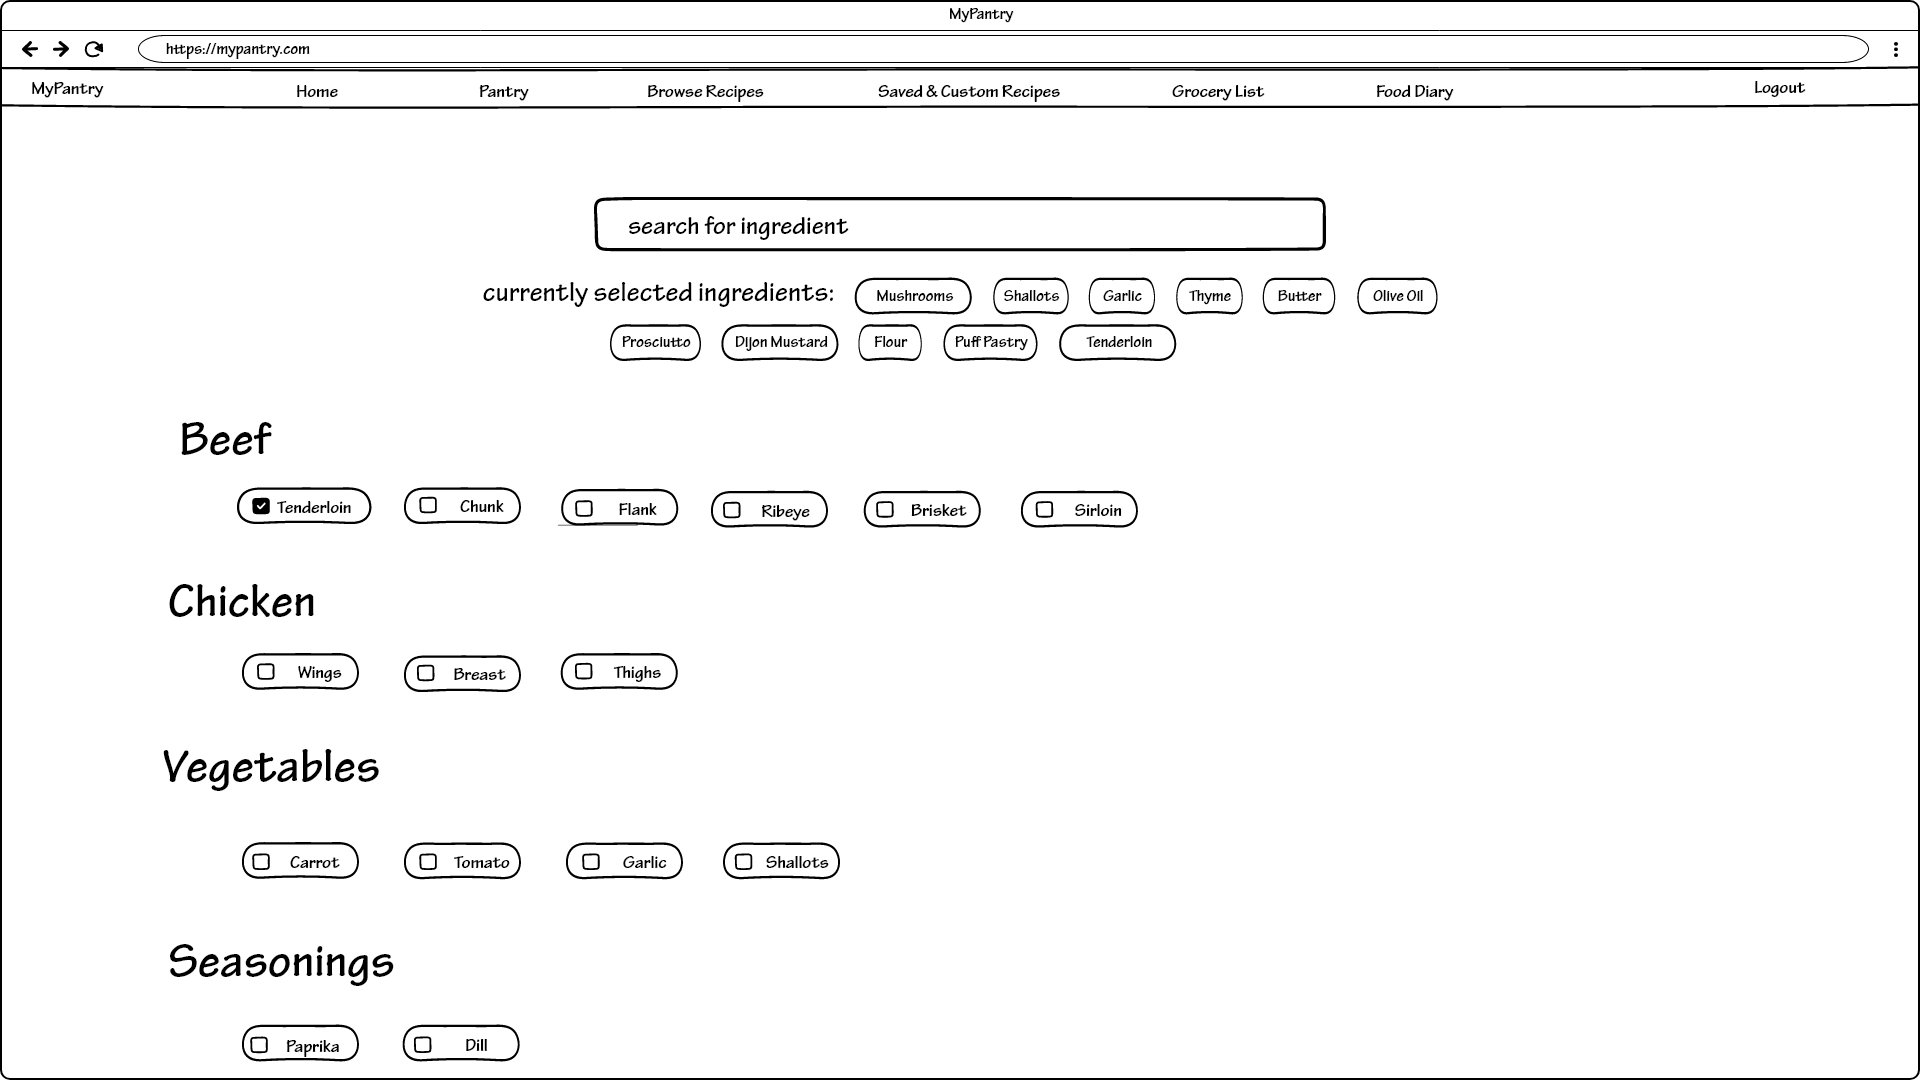 MyPantry
https://mypantry.com
MyPantry Home Pantry Browse Recipes Saved & Custom Recipes Grocery List Food Diary Logout
search for ingredient
currently selected ingredients: Mushrooms Shallots Garlic Thyme Butter Olive Oil
Prosciutto Dijon Mustard Flour Puff Pastry Tenderloin
Beef
Tenderloin Chunk Flank Ribeye Brisket Sirloin
Chicken
Wings Breast Thighs
Vegetables
Carrot Tomato Garlic Shallots
Seasonings
Paprika Dill